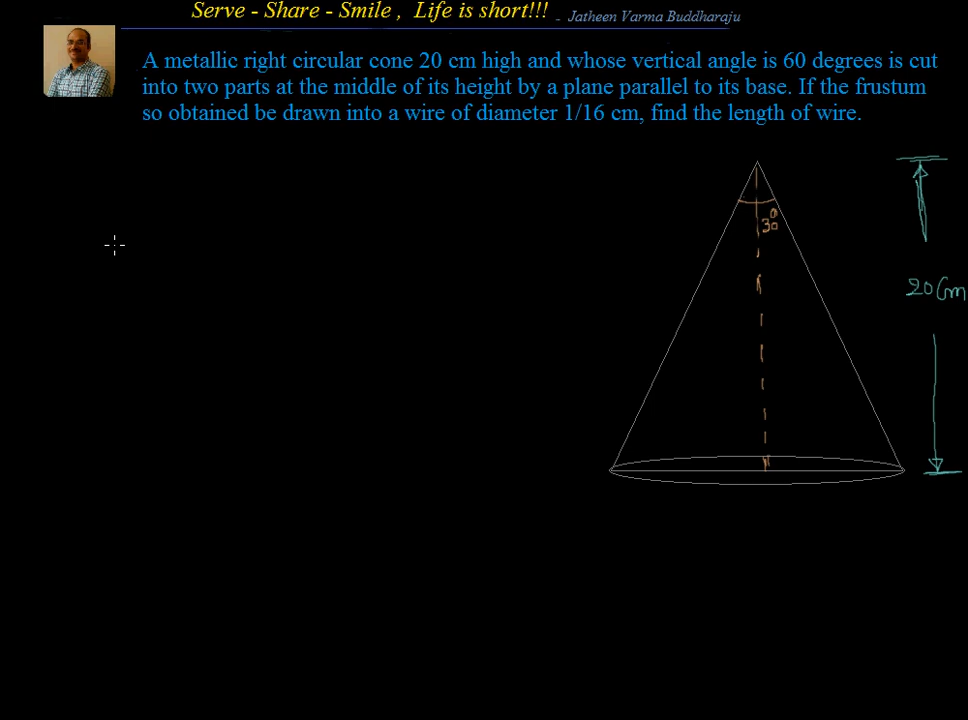 Serve - Share - Smile , Life is short!!! - Jatheen Varma Buddharaju
A metallic right circular cone 20 cm high and whose vertical angle is 60 degrees is cut
into two parts at the middle of its height by a plane parallel to its base. If the frustum
so obtained be drawn into a wire of diameter 1/16 cm, find the length of wire.
30°
20 Cm